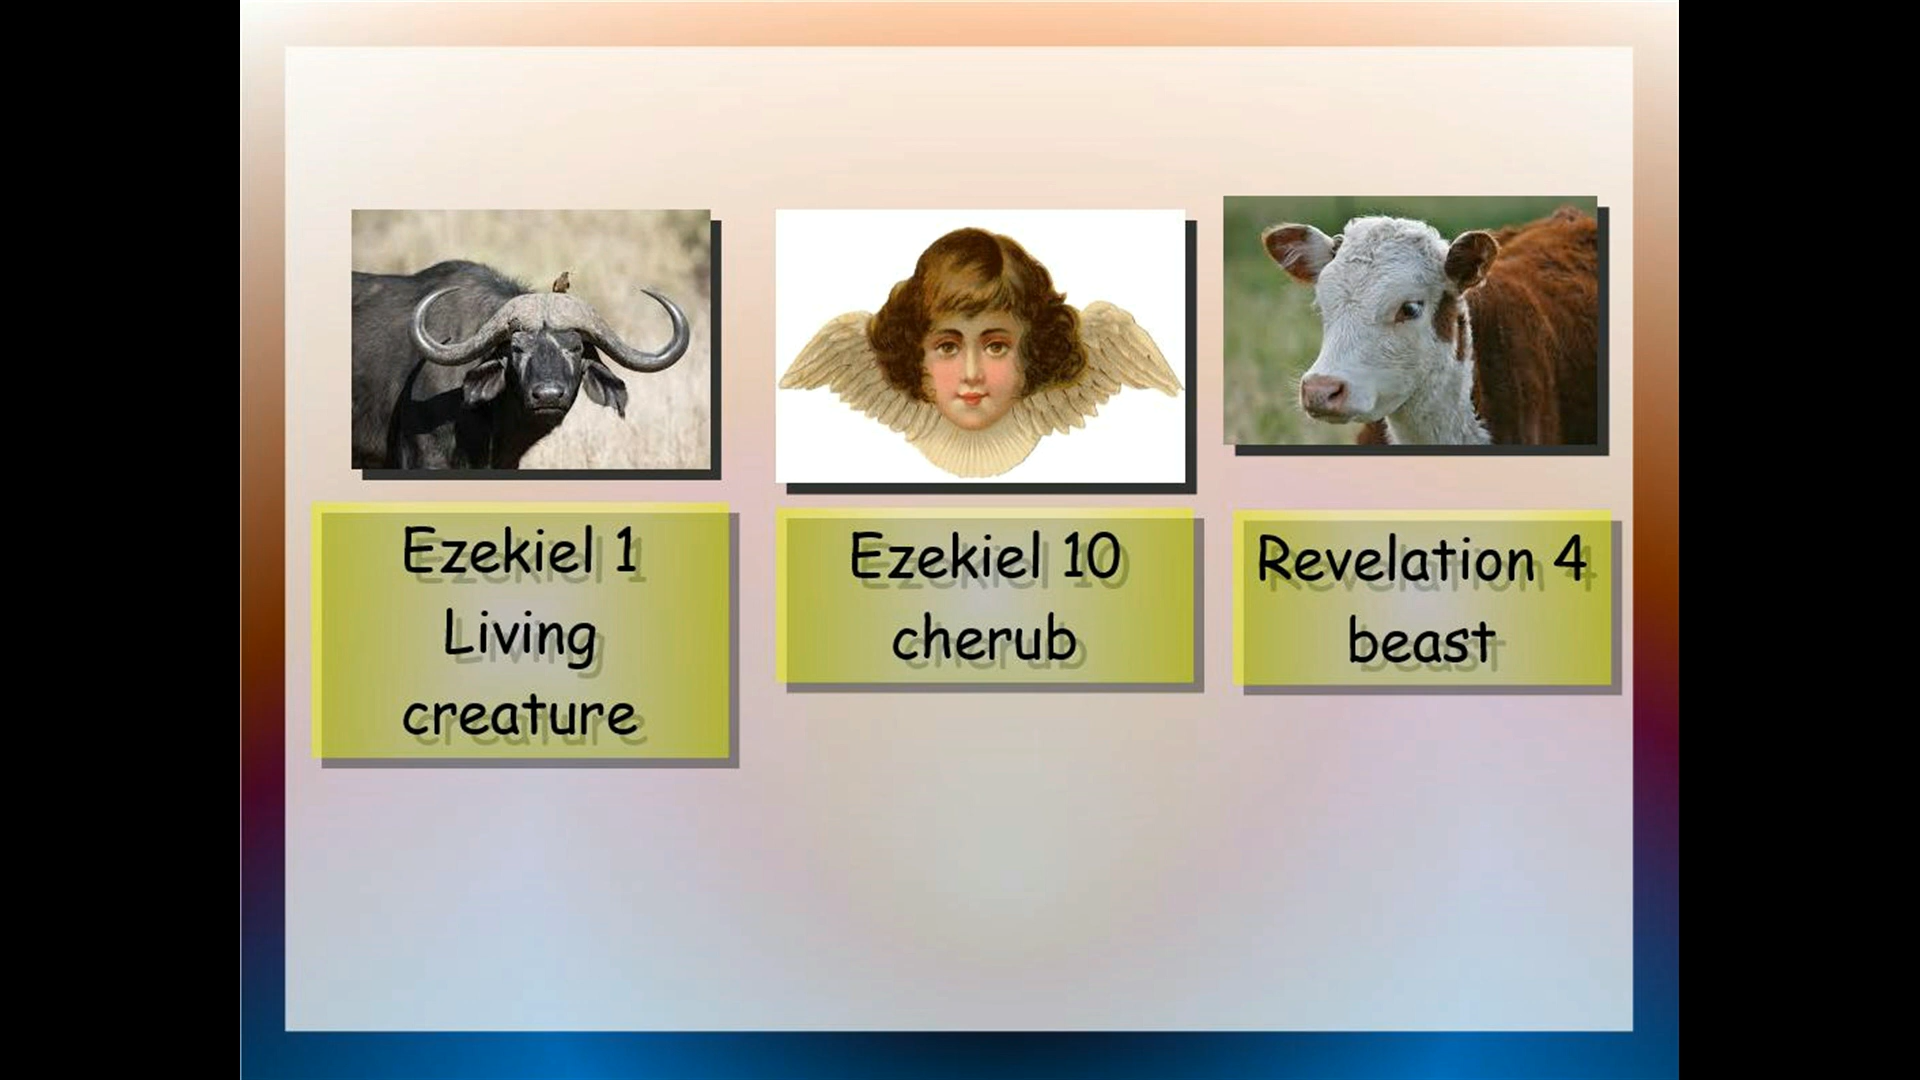 Ezekiel 1
Living
creature
Ezekiel 10
cherub
Revelation 4
beast